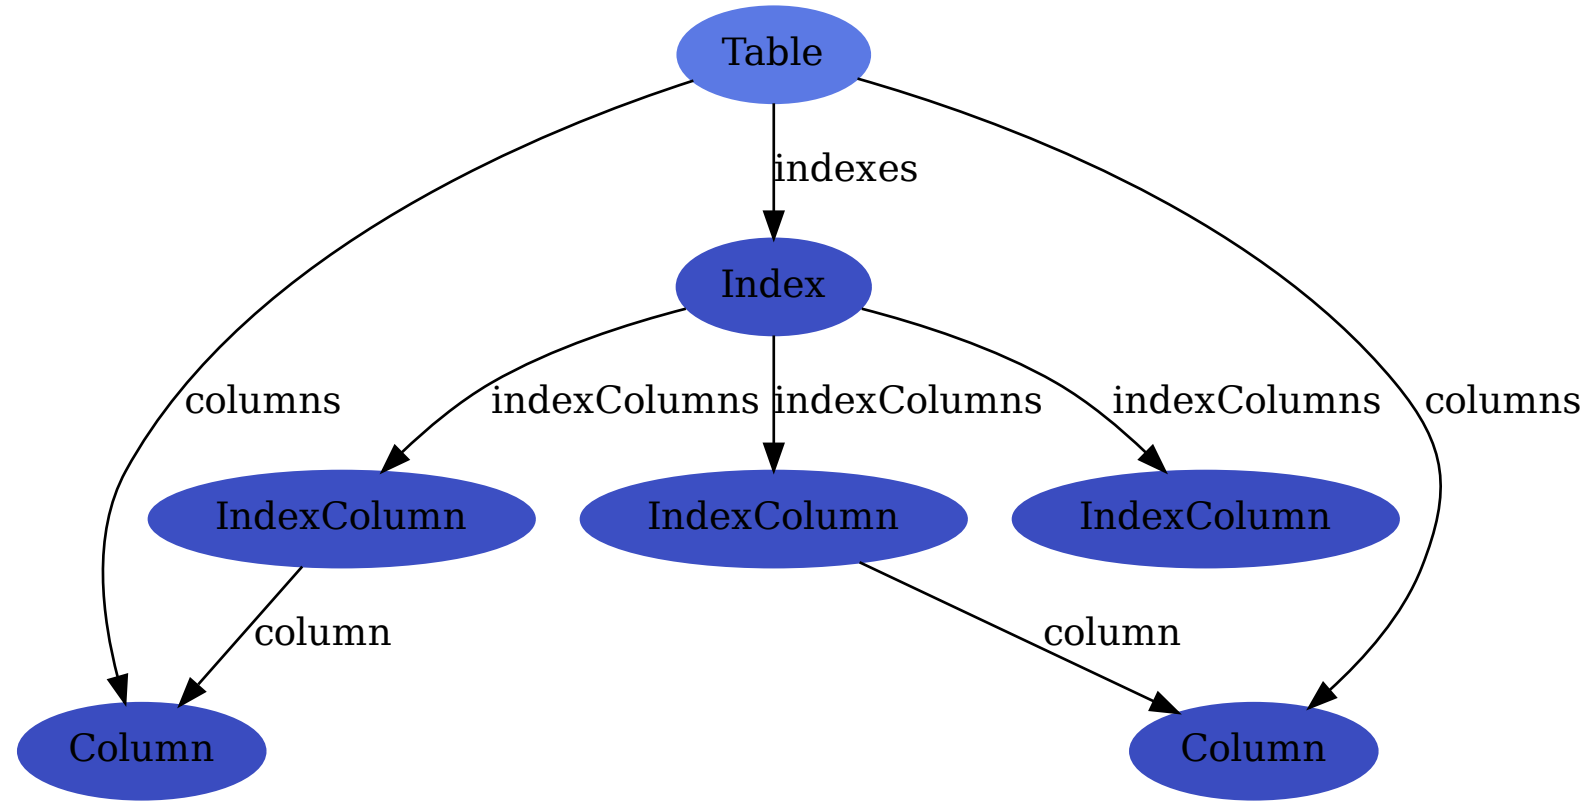 Table
indexes
Index
columns
indexColumns
indexColumns
indexColumns
columns
IndexColumn
IndexColumn
IndexColumn
column
column
Column
Column